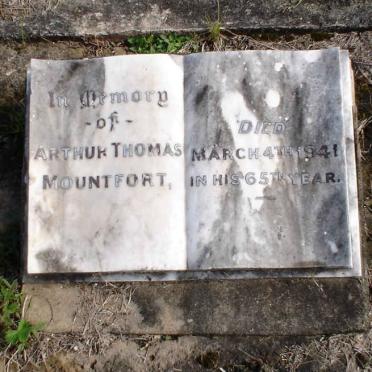 In Memory
- of -
ARTHUR THOMAS
MOUNTFORT,
DIED
MARCH 4TH 1941
IN HIS 65TH YEAR.